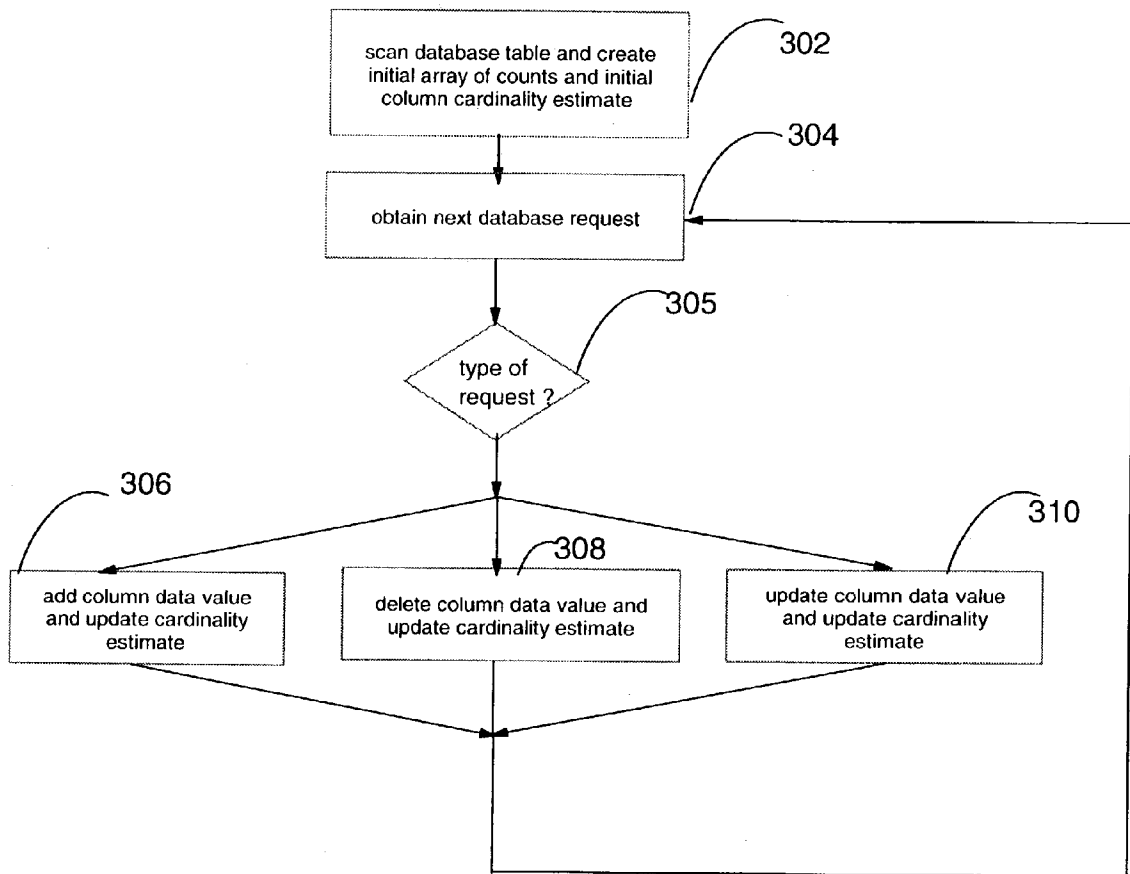 scan database table and create
initial array of counts and initial
column cardinality estimate
302
304
obtain next database request
305
type of
request ?
306
308
310
add column data value
and update cardinality
estimate
delete column data value and
update cardinality estimate
update column data value
and update cardinality
estimate